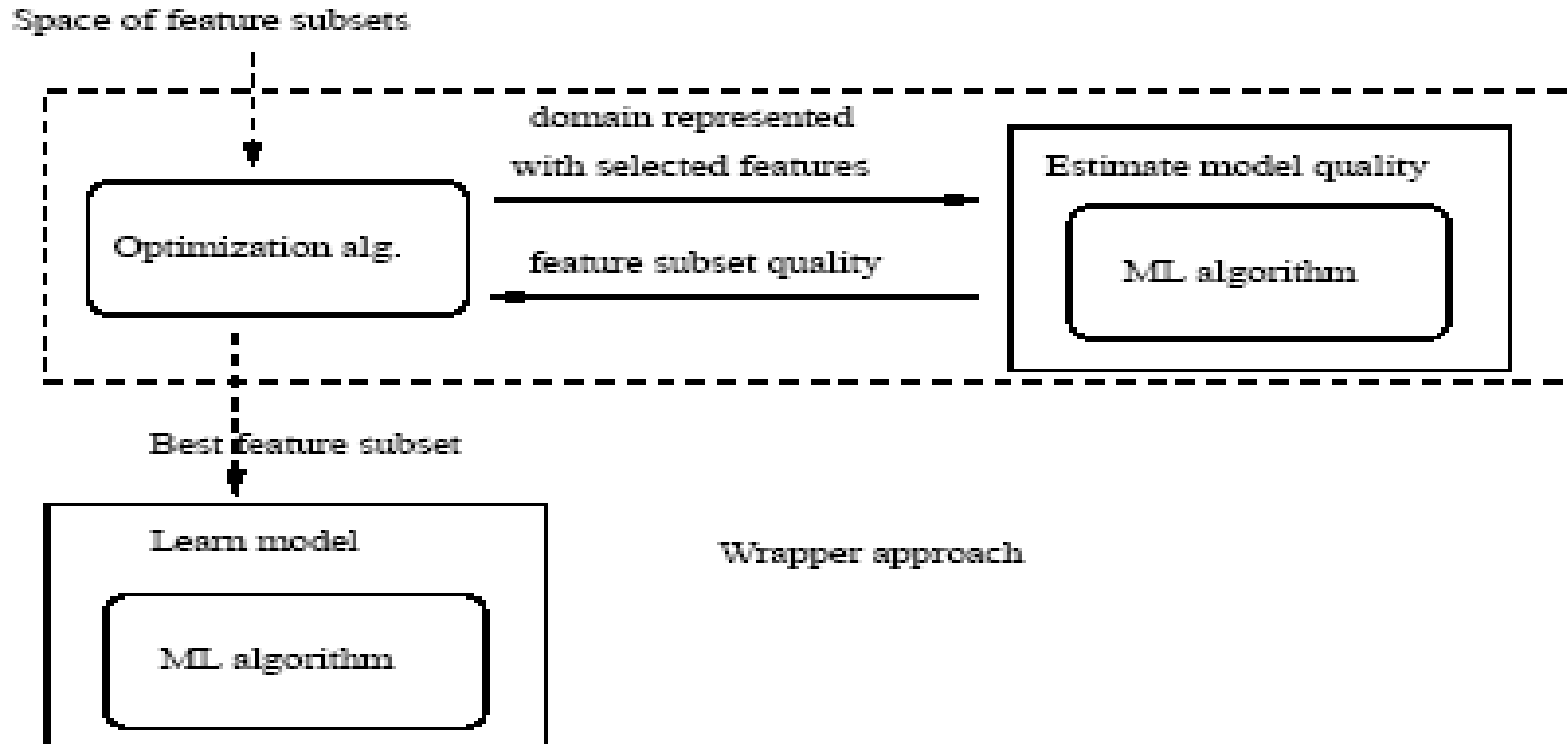 Space of feature subsets
domain represented
with selected features
Estimate model quality
Optimization alg.
feature subset quality
ML algorithm
Best feature subset
Learn model
Wrapper approach
ML algorithm